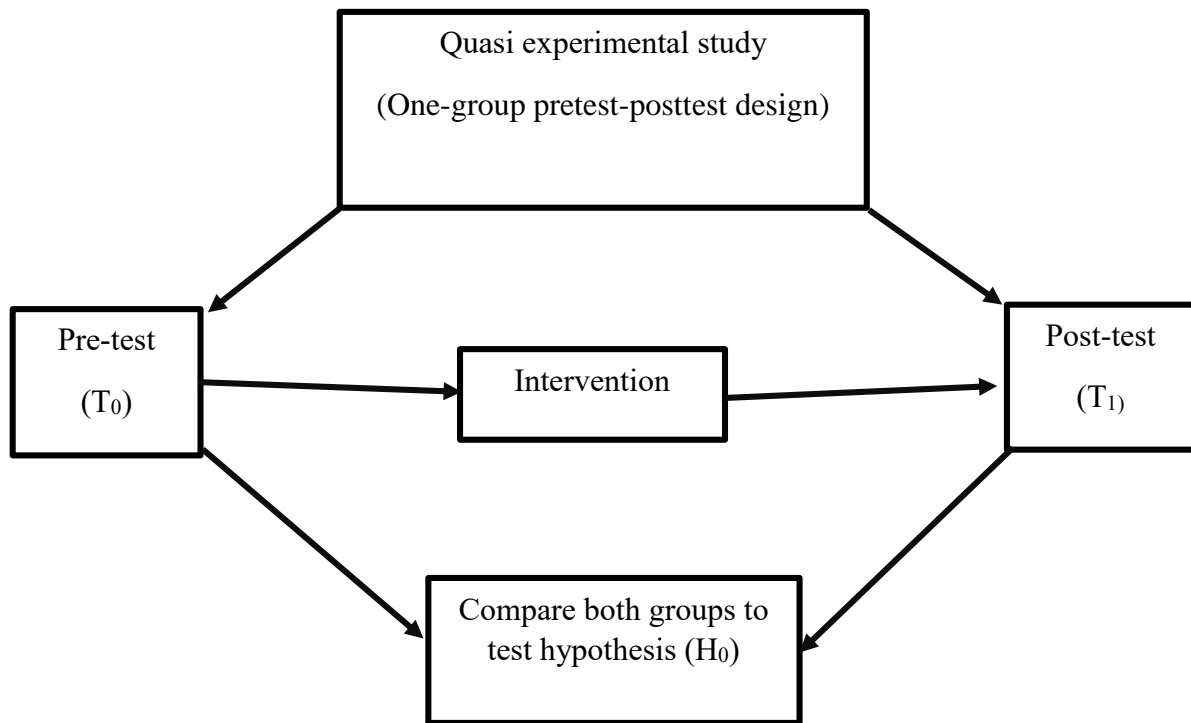 Quasi experimental study
(One-group pretest-posttest design)
Pre-test
(T₀)
Intervention
Post-test
(T₁)
Compare both groups to
test hypothesis (H₀)